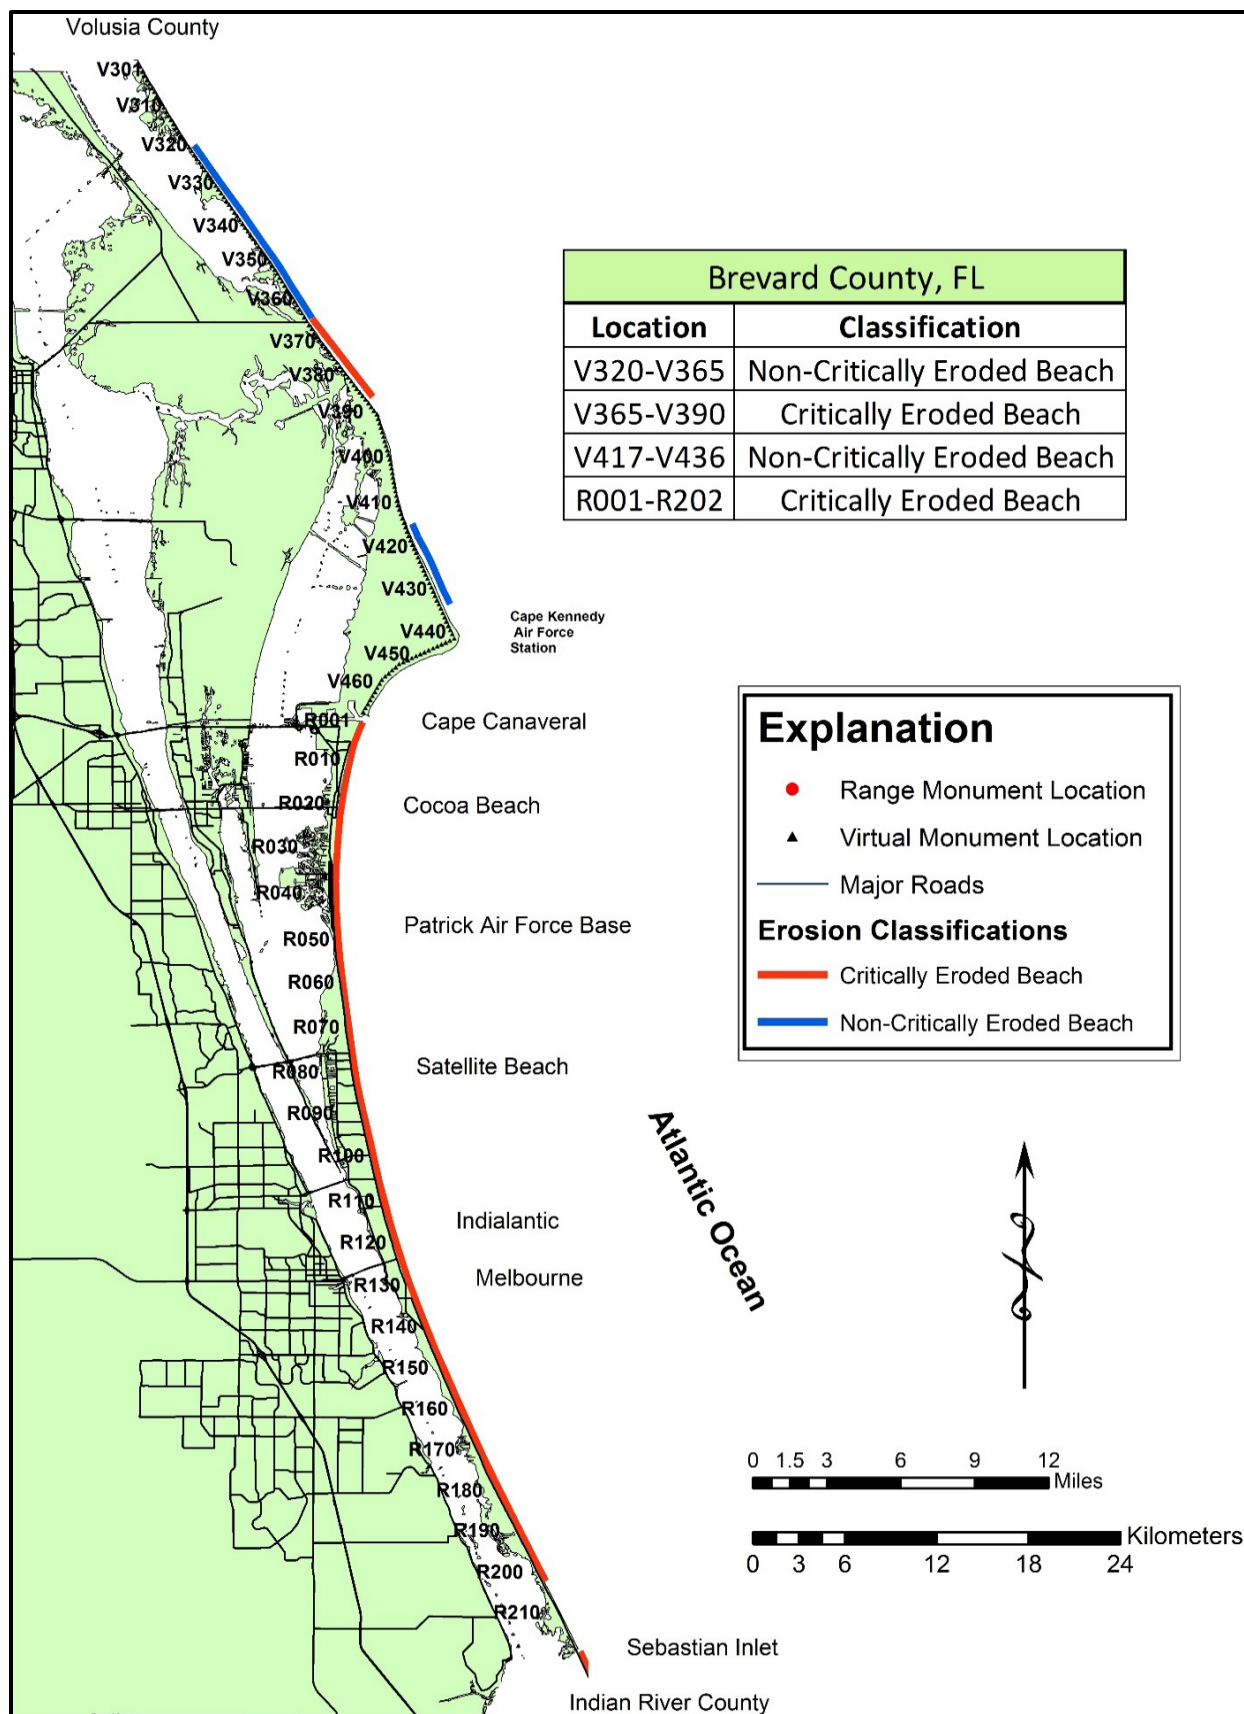 Volusia County
V301
V310
V320
V330
V340
V350
V360
V370
V380
V390
V400
V410
V420
V430
V440
V450
V460
Brevard County, FL
Location Classification
V320-V365 Non-Critically Eroded Beach
V365-V390 Critically Eroded Beach
V417-V436 Non-Critically Eroded Beach
R001-R202 Critically Eroded Beach
Cape Kennedy
Air Force
Station
R001
Cape Canaveral
R010
R020
Cocoa Beach
R030
R040
Patrick Air Force Base
R050
R060
R070
Satellite Beach
R080
R090
R100
R110
Indialantic
R120
Melbourne
R130
R140
R150
R160
R170
R180
R190
R200
R210
Sebastian Inlet
Indian River County
Explanation
Range Monument Location
Virtual Monument Location
Major Roads
Erosion Classifications
Critically Eroded Beach
Non-Critically Eroded Beach
Atlantic Ocean
N
0 1.5 3 6 9 12
Miles
Kilometers
0 3 6 12 18 24